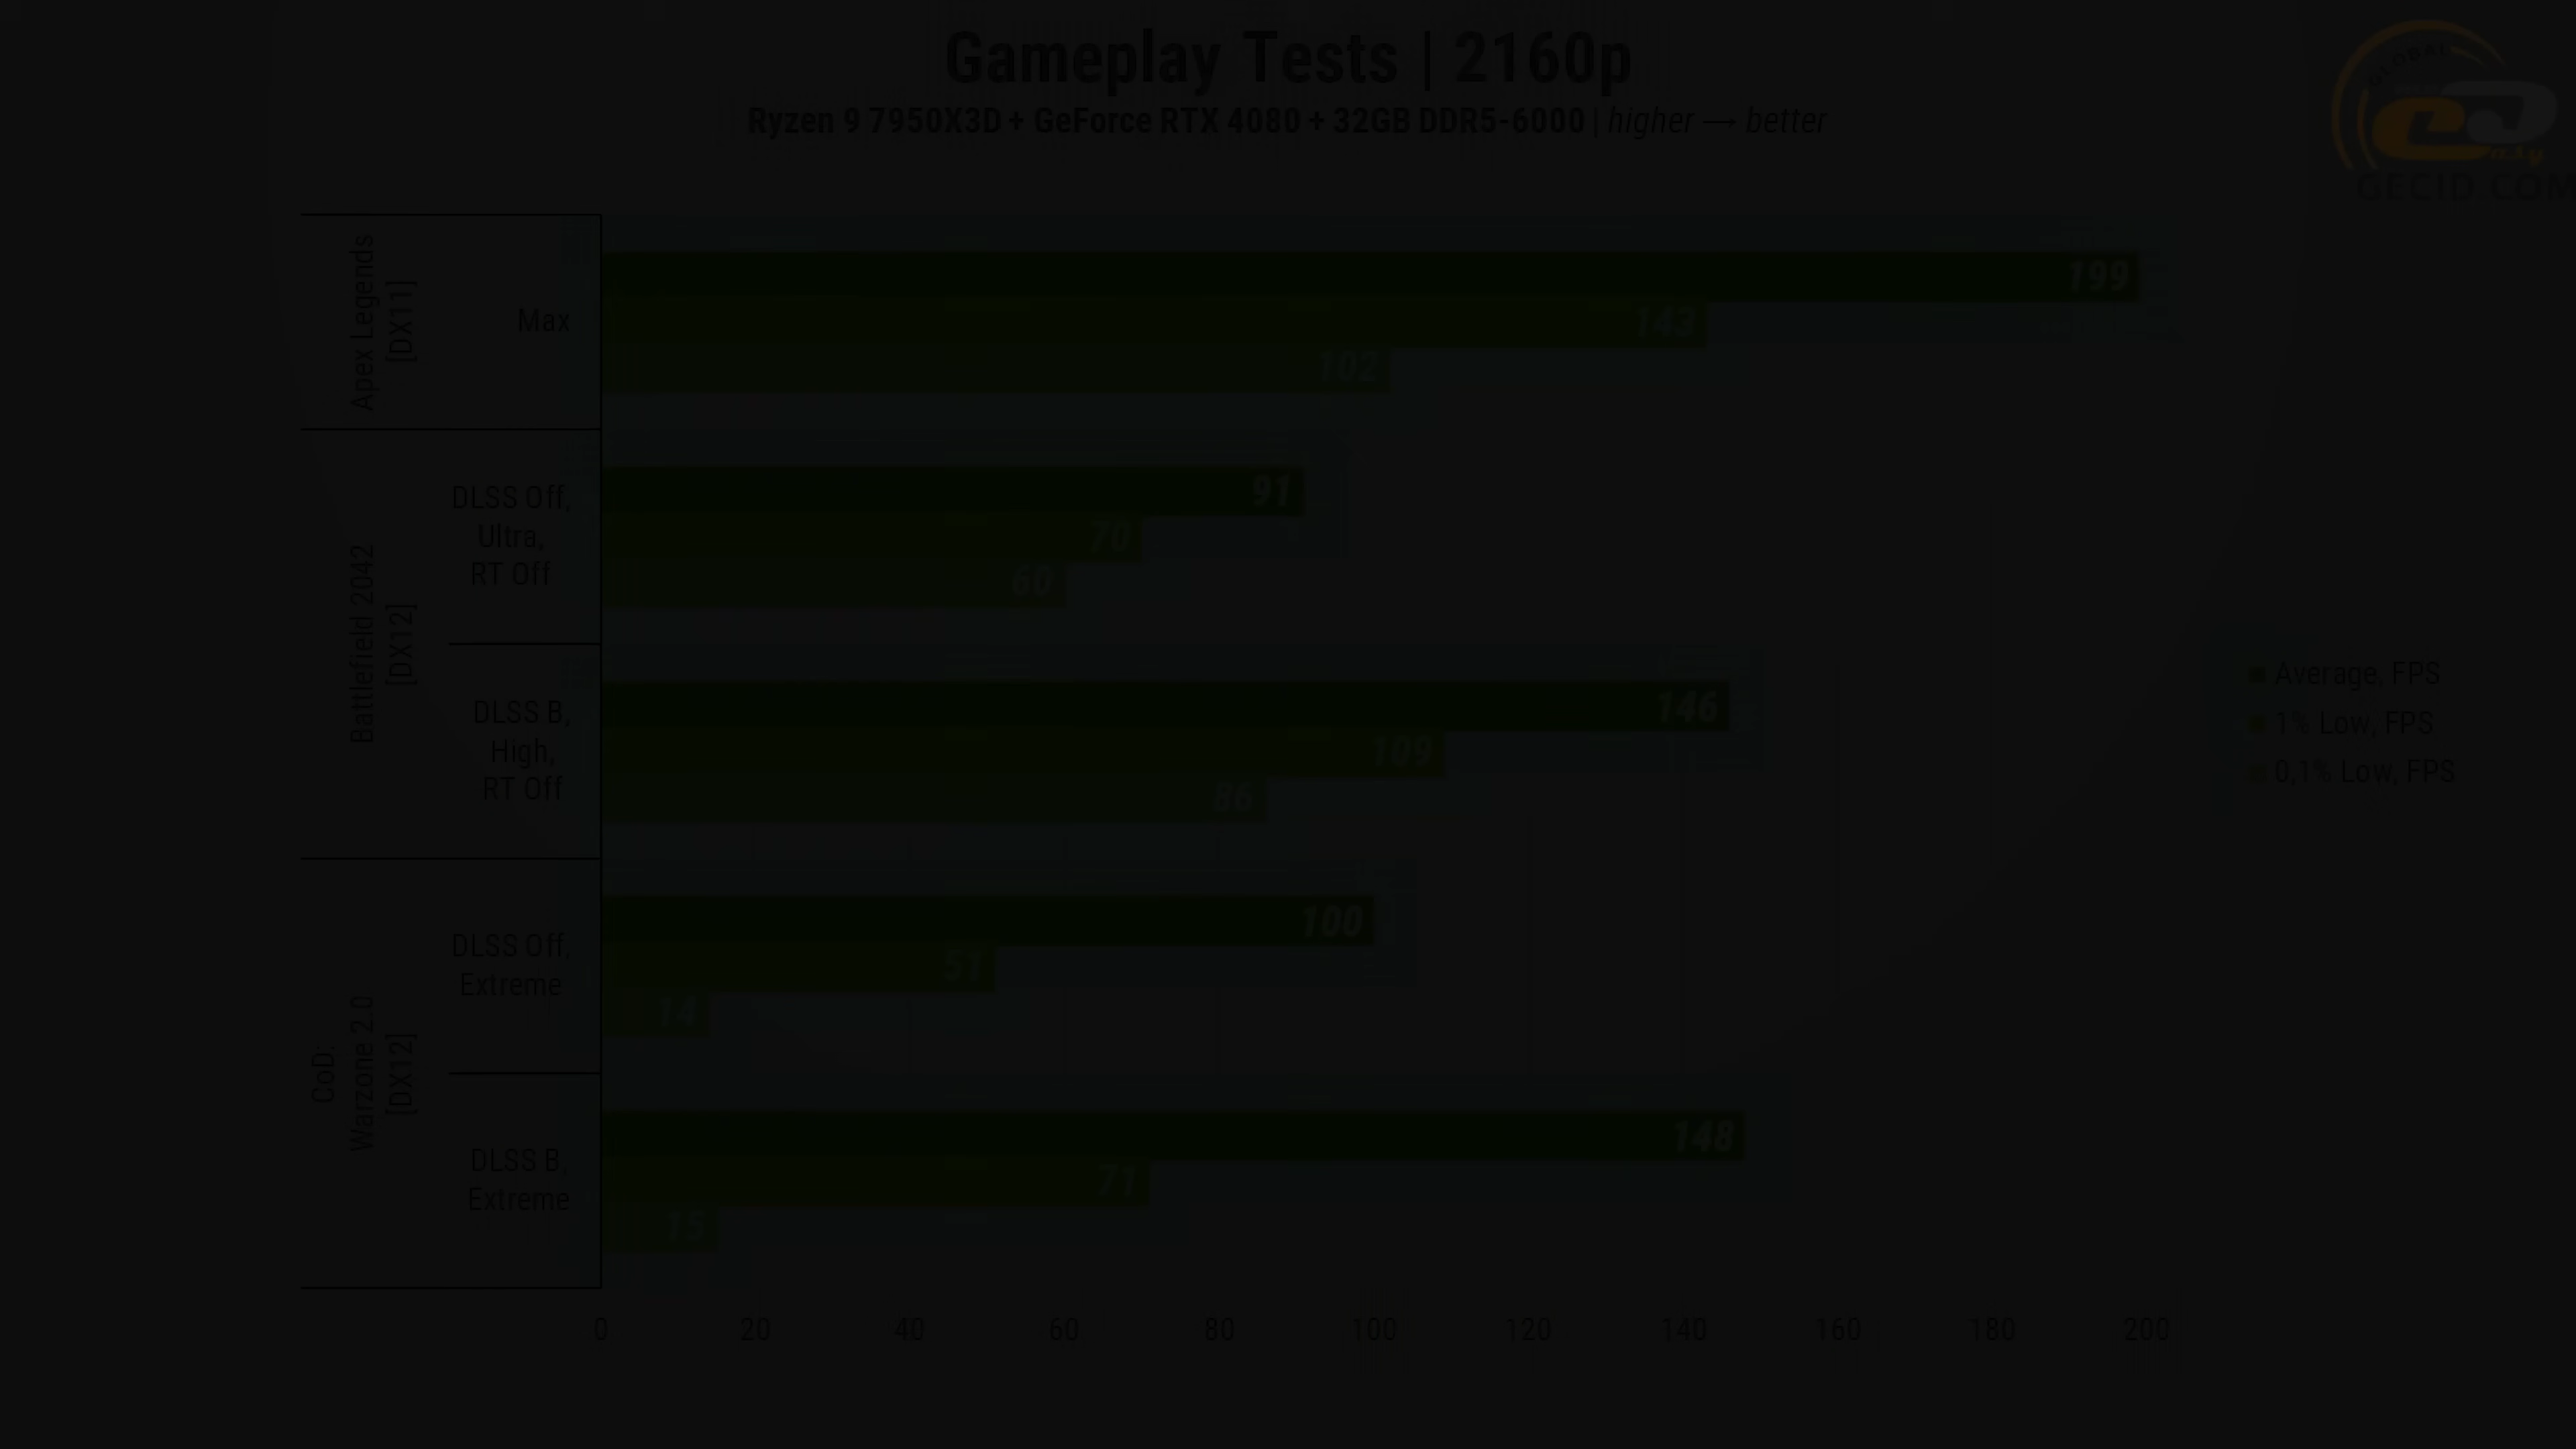 Gameplay Tests | 2160p
Ryzen 9 7950X3D + GeForce RTX 4080 + 32GB DDR5-6000 | higher → better
GLOBAL
GECID.COM
Apex Legends
[DX11]
Max
199
143
102
Battlefield 2042
[DX12]
DLSS Off,
Ultra,
RT Off
91
70
60
DLSS B,
High,
RT Off
146
109
86
CoD:
Warzone 2.0
[DX12]
DLSS Off,
Extreme
100
51
14
DLSS B,
Extreme
148
71
15
0 20 40 60 80 100 120 140 160 180 200
Average, FPS
1% Low, FPS
0,1% Low, FPS